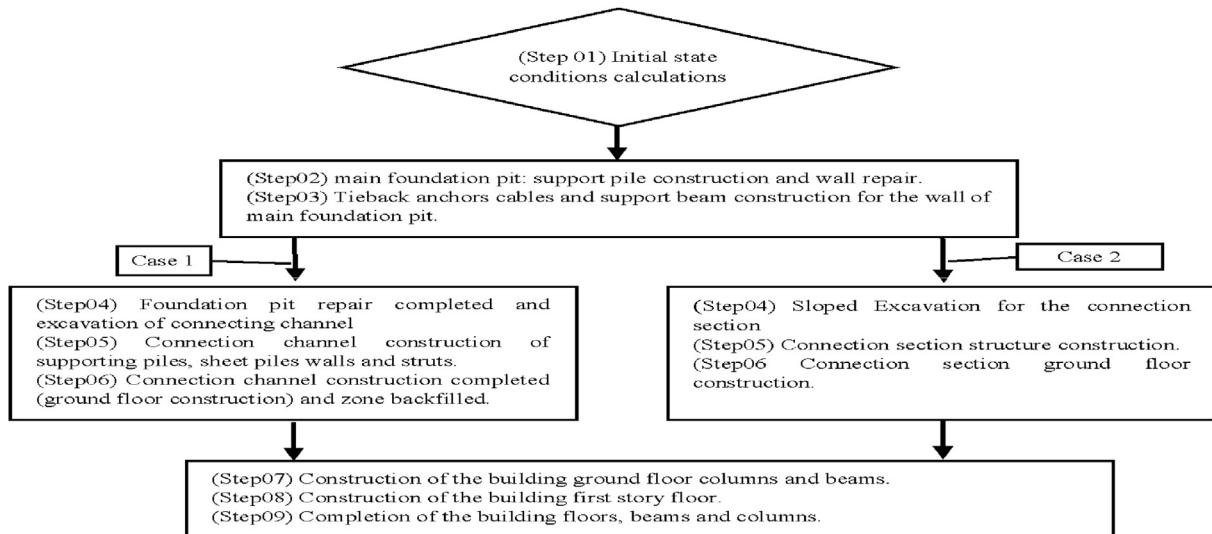 (Step 01) Initial state
conditions calculations
(Step02) main foundation pit: support pile construction and wall repair.
(Step03) Tieback anchors cables and support beam construction for the wall of
main foundation pit.
Case 1
Case 2
(Step04) Foundation pit repair completed and
excavation of connecting channel
(Step05) Connection channel construction of
supporting piles, sheet piles walls and struts.
(Step06) Connection channel construction completed
(ground floor construction) and zone backfilled.
(Step04) Sloped Excavation for the connection
section
(Step05) Connection section structure construction.
(Step06 Connection section ground floor
construction.
(Step07) Construction of the building ground floor columns and beams.
(Step08) Construction of the building first story floor.
(Step09) Completion of the building floors, beams and columns.